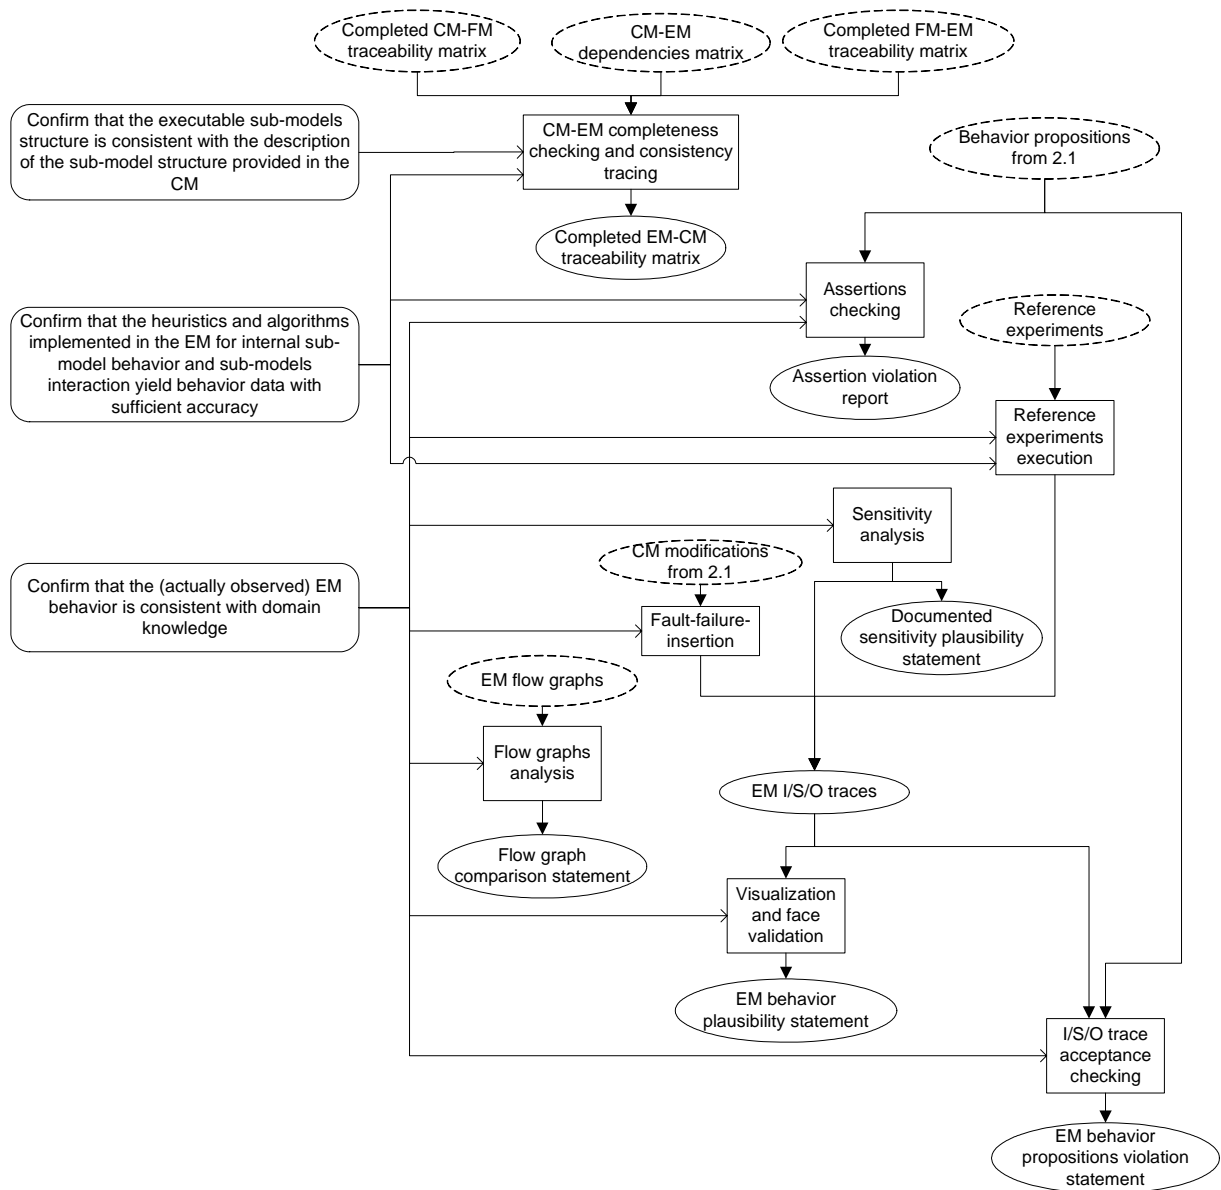 Completed CM-FM
traceability matrix
CM-EM
dependencies matrix
Completed FM-EM
traceability matrix
Confirm that the executable sub-models
structure is consistent with the description
of the sub-model structure provided in the
CM
CM-EM completeness
checking and consistency
tracing
Behavior propositions
from 2.1
Completed EM-CM
traceability matrix
Assertions
checking
Reference
experiments
Confirm that the heuristics and algorithms
implemented in the EM for internal sub-
model behavior and sub-models
interaction yield behavior data with
sufficient accuracy
Assertion violation
report
Reference
experiments
execution
Sensitivity
analysis
CM modifications
from 2.1
Confirm that the (actually observed) EM
behavior is consistent with domain
knowledge
Fault-failure-
insertion
Documented
sensitivity plausibility
statement
EM flow graphs
Flow graphs
analysis
EM I/S/O traces
Flow graph
comparison statement
Visualization
and face
validation
EM behavior
plausibility statement
I/S/O trace
acceptance
checking
EM behavior
propositions violation
statement